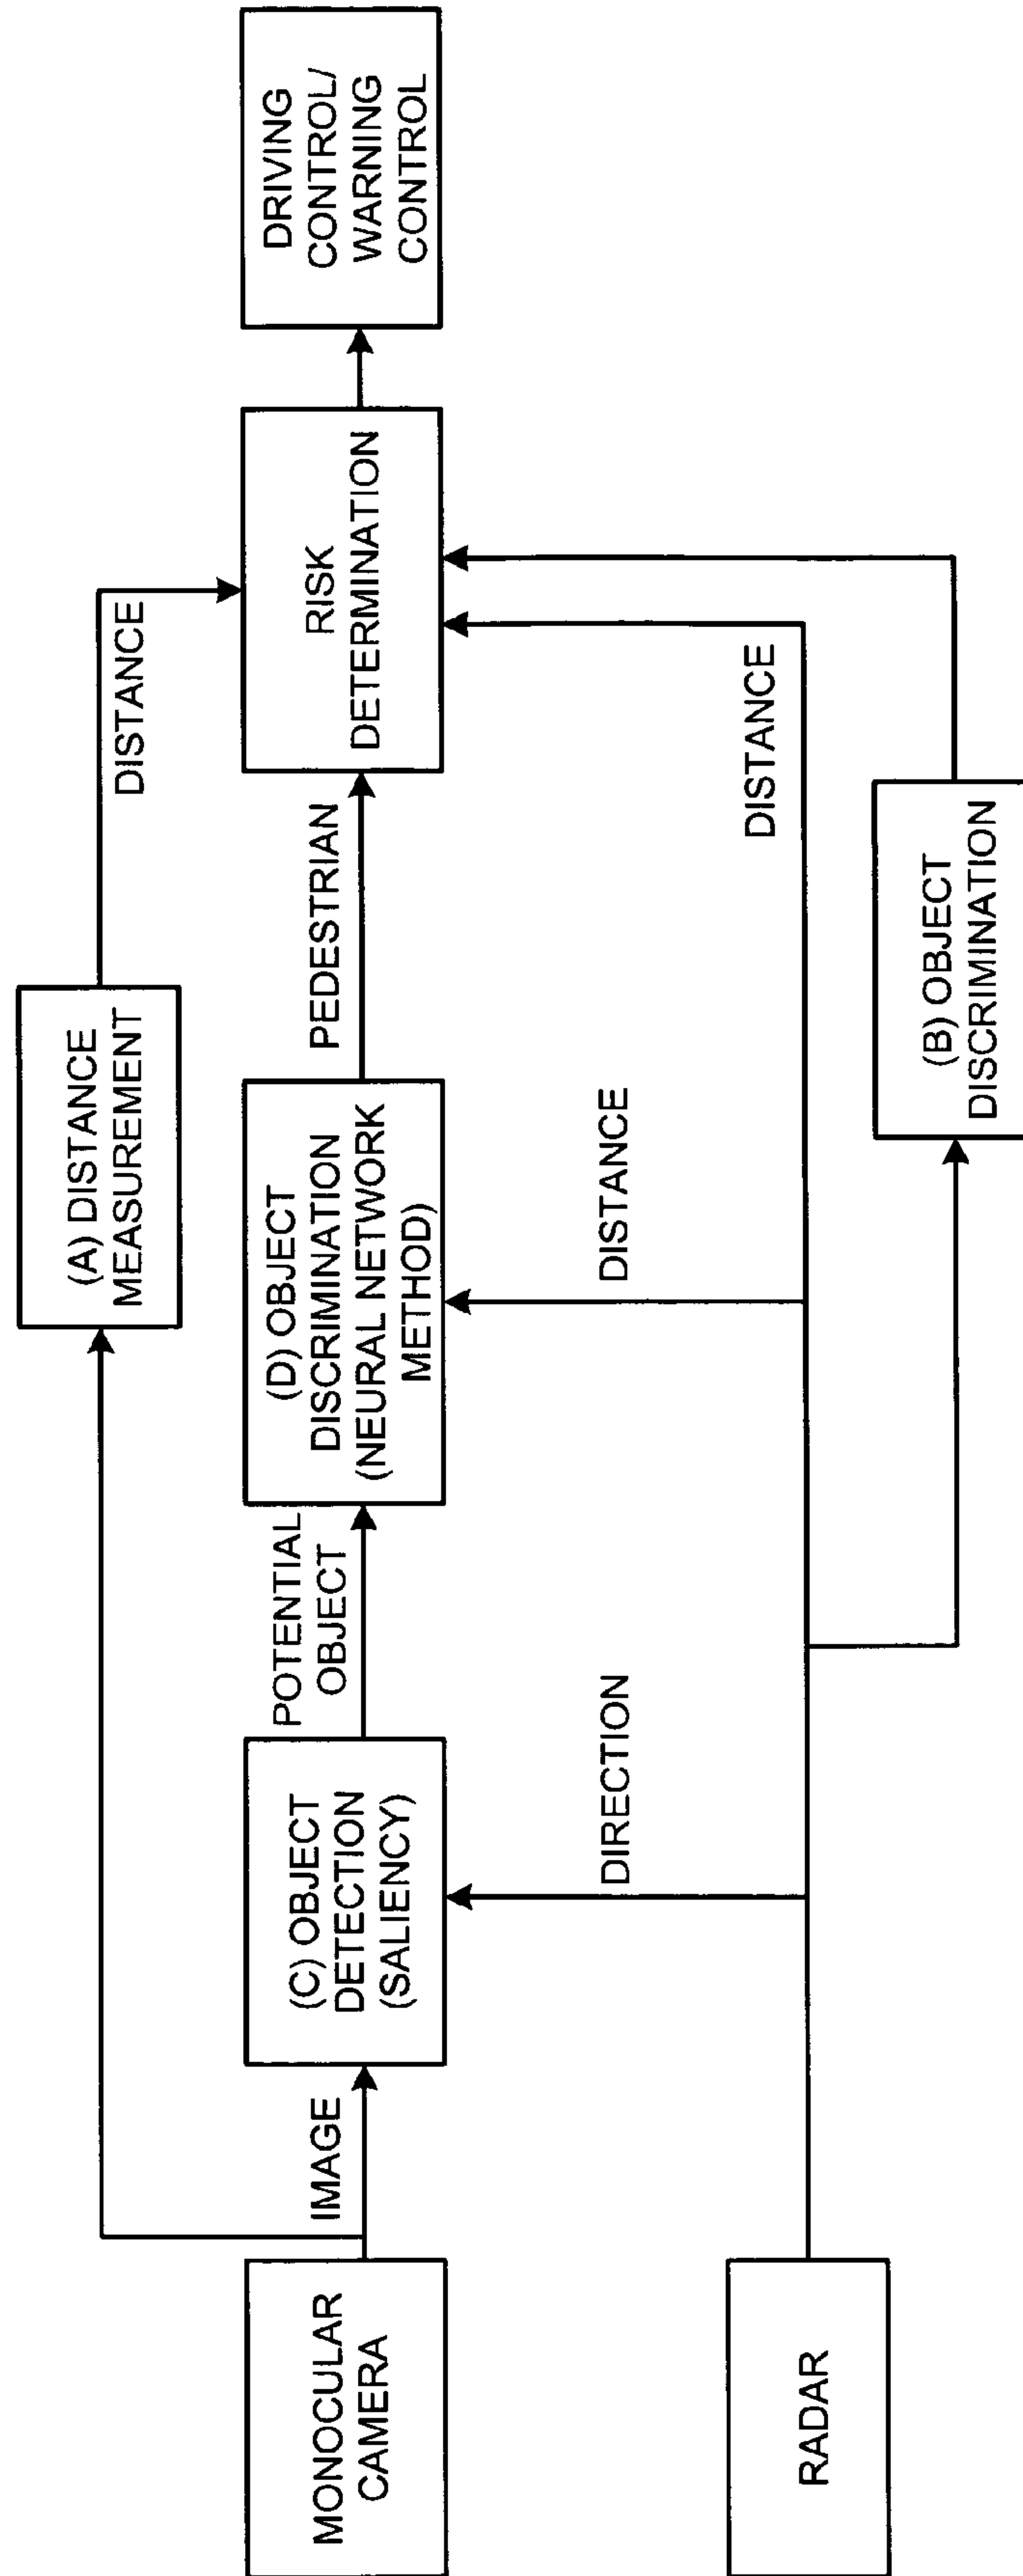 (A) DISTANCE
MEASUREMENT
DISTANCE
MONOCULAR
CAMERA
IMAGE
(C) OBJECT
DETECTION
(SALIENCY)
POTENTIAL
OBJECT
(D) OBJECT
DISCRIMINATION
(NEURAL NETWORK
METHOD)
PEDESTRIAN
RISK
DETERMINATION
DRIVING
CONTROL/
WARNING
CONTROL
DIRECTION
DISTANCE
DISTANCE
RADAR
(B) OBJECT
DISCRIMINATION